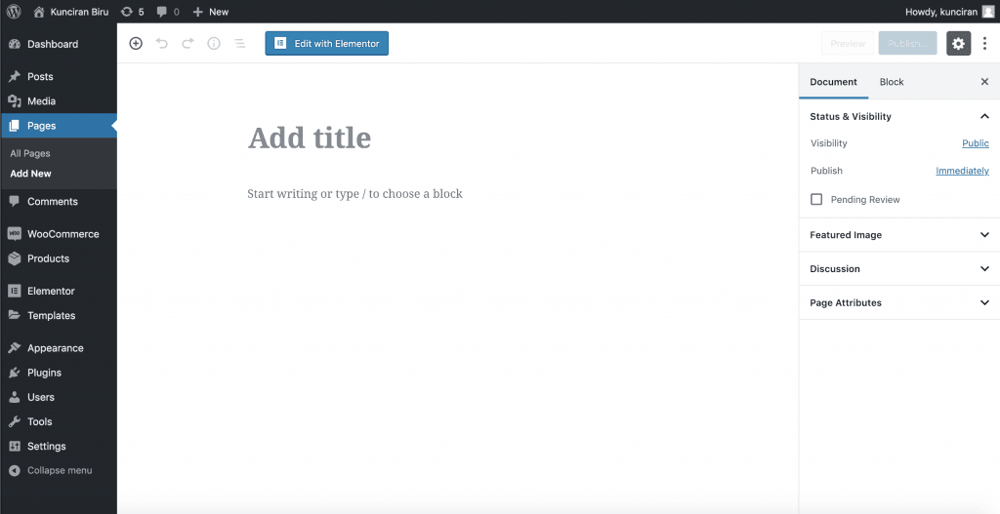 Kunciran Biru 5 0 New Howdy, kunciran
Dashboard
Posts
Media
Pages
All Pages
Add New
Comments
WooCommerce
Products
Elementor
Templates
Appearance
Plugins
Users
Tools
Settings
Collapse menu
Edit with Elementor Preview Publish...
Add title
Start writing or type / to choose a block
Document Block
Status & Visibility
Visibility Public
Publish Immediately
Pending Review
Featured Image
Discussion
Page Attributes